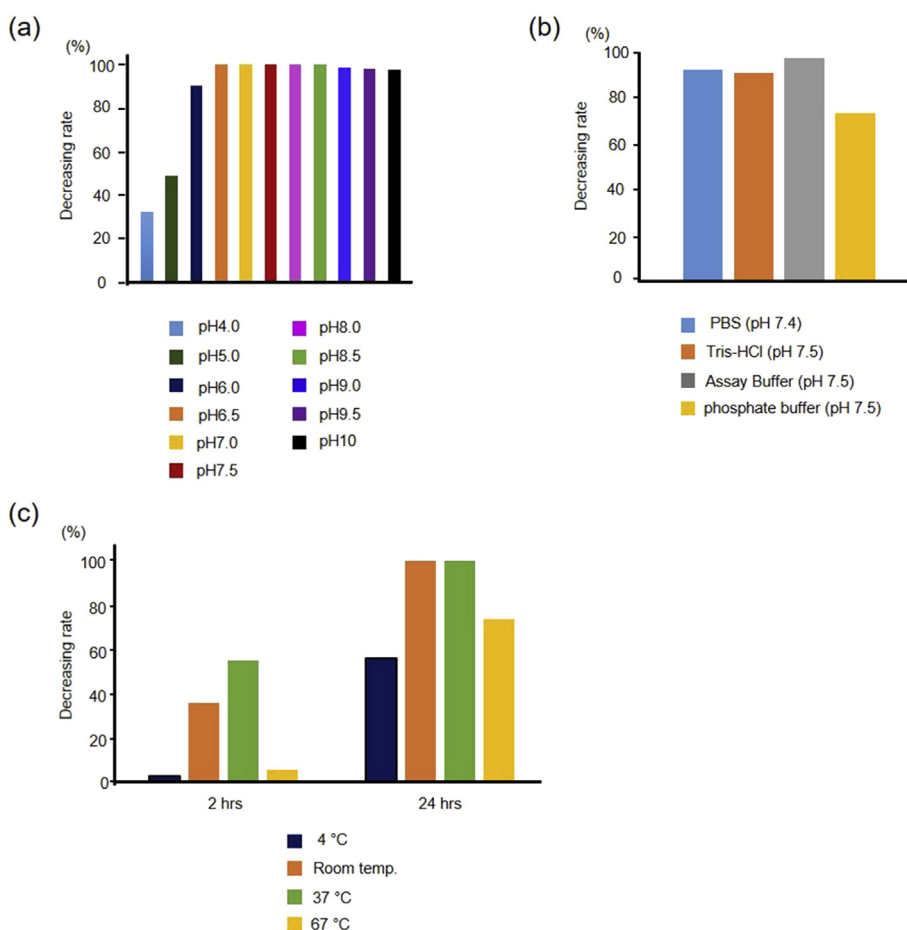 (a)
(%)
Decreasing rate
100
80
60
40
20
0
pH4.0
pH5.0
pH6.0
pH6.5
pH7.0
pH7.5
pH8.0
pH8.5
pH9.0
pH9.5
pH10
(b)
(%)
Decreasing rate
100
80
60
40
20
0
PBS (pH 7.4)
Tris-HCl (pH 7.5)
Assay Buffer (pH 7.5)
phosphate buffer (pH 7.5)
(c)
(%)
Decreasing rate
100
80
60
40
20
0
2 hrs
24 hrs
4 °C
Room temp.
37 °C
67 °C